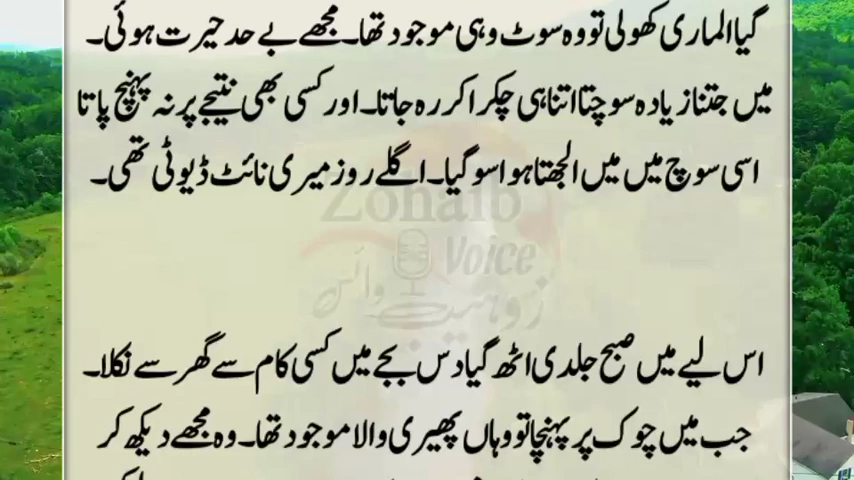 گیا الماری کھولی تو وہ سوٹ وہی موجود تھا۔ مجھے بے حد حیرت ہوئی۔
میں جتنا زیادہ سوچتا اتنا ہی چکرا کر رہ جاتا۔ اور کسی بھی نتیجے پر نہ پہنچ پاتا
اسی سوچ میں میں الجھتا ہوا سو گیا۔ اگلے روز میری نائٹ ڈیوٹی تھی۔
Zohaib
Voice
زوہیب وائس
اس لیے میں صبح جلدی اٹھ گیا دس بجے میں کسی کام سے گھر سے نکلا۔
جب میں چوک پر پہنچا تو وہاں پھیری والا موجود تھا۔ وہ مجھے دیکھ کر